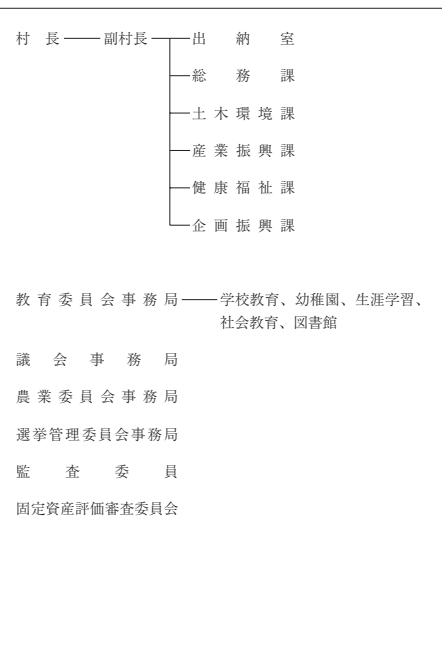 村長 副村長 出納室
総務課
土木環境課
産業振興課
健康福祉課
企画振興課
教育委員会事務局 学校教育、幼稚園、生涯学習、
社会教育、図書館
議会事務局
農業委員会事務局
選挙管理委員会事務局
監査委員
固定資産評価審査委員会